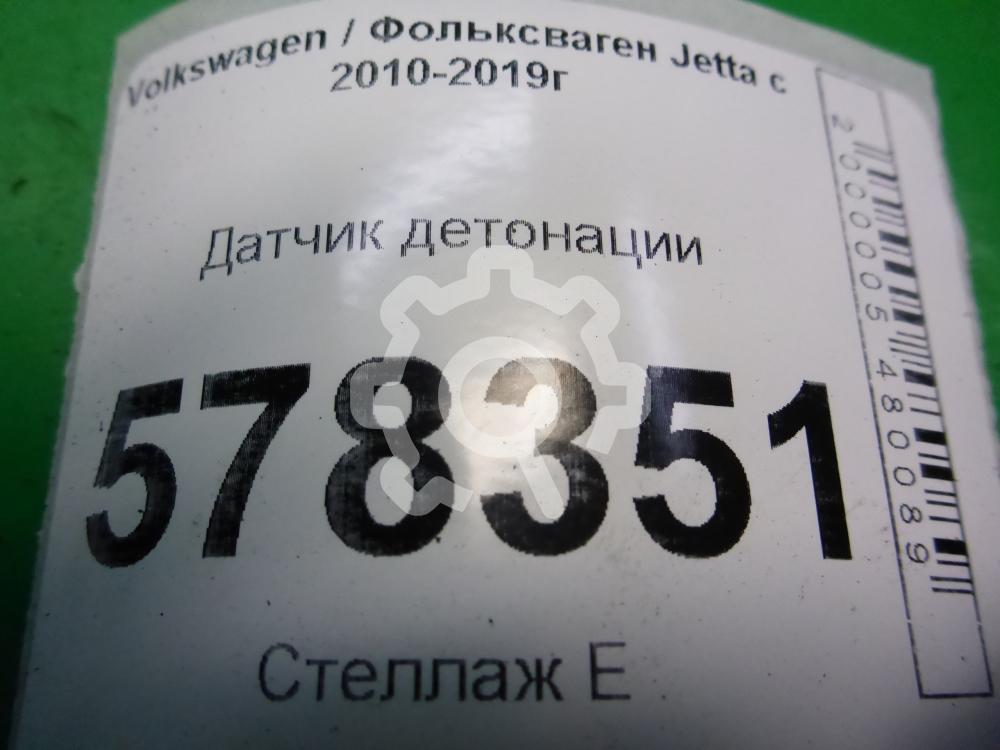 Volkswagen / Фольксваген Jetta с
2010-2019г
Датчик детонации
578351
Стеллаж Е
2000005480089